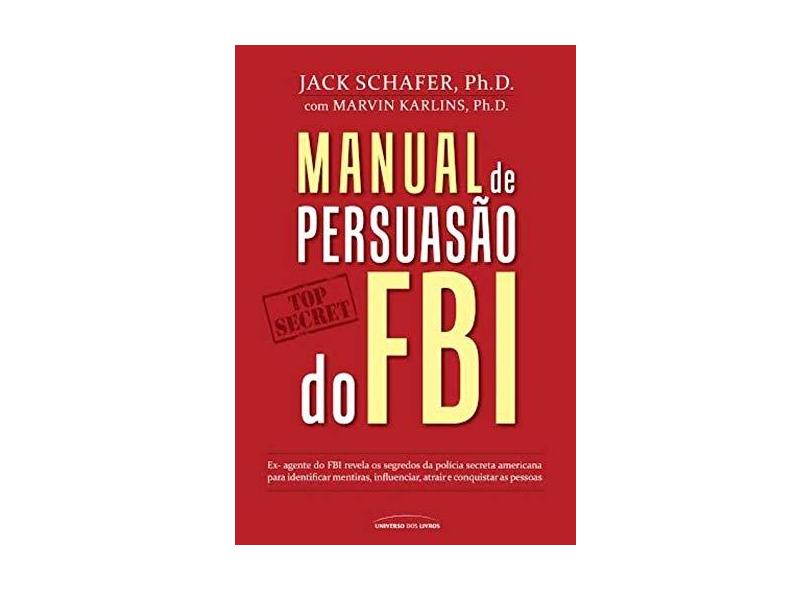 JACK SCHAFER, Ph.D.
com MARVIN KARLINS, Ph.D.
MANUAL de
PERSUASÃO
TOP
SECRET
do FBI
Ex- agente do FBI revela os segredos da polícia secreta americana
para identificar mentiras, influenciar, atrair e conquistar as pessoas
UNIVERSO DOS LIVROS